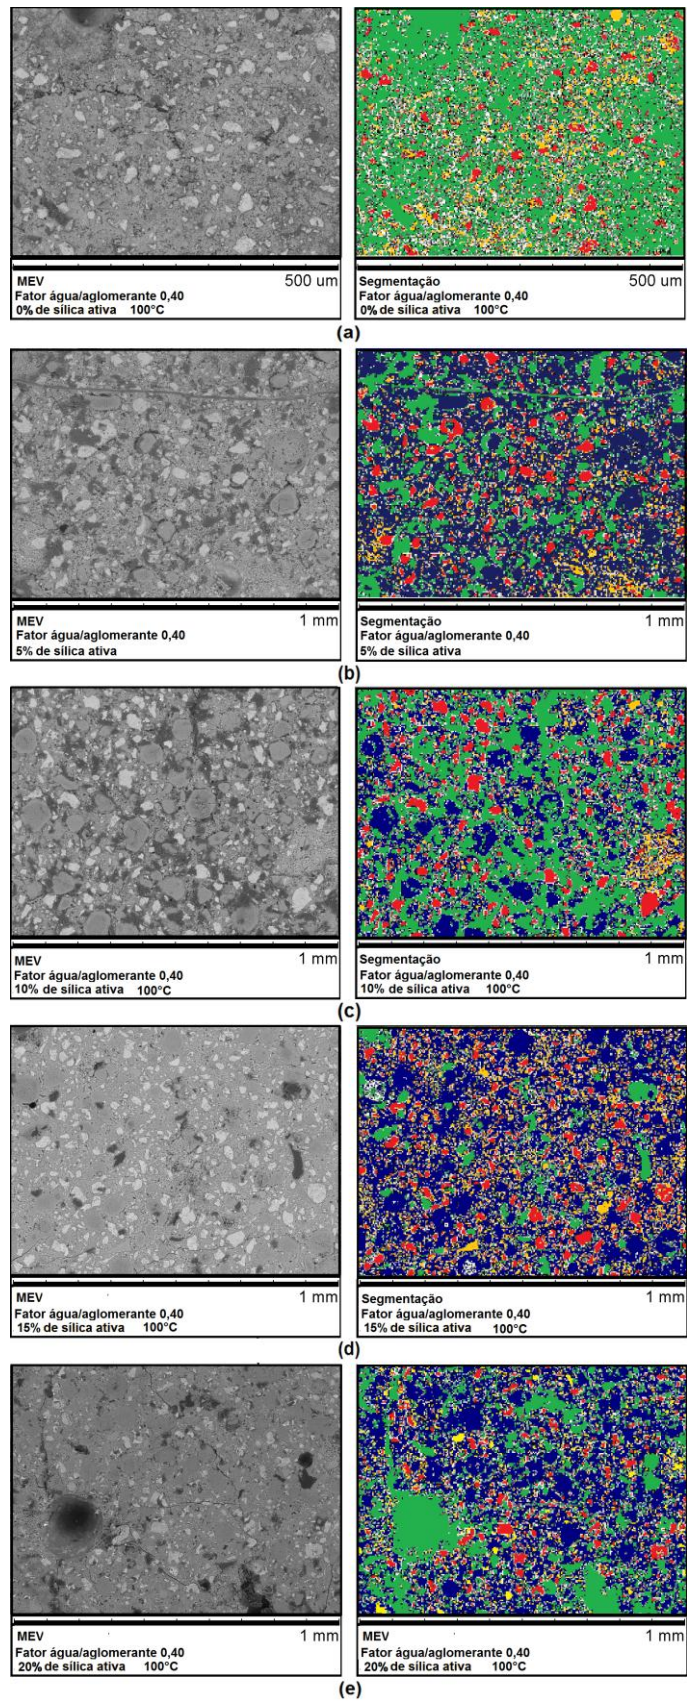 MEV 500 um
Fator água/aglomerante 0,40
0% de sílica ativa 100°C
Segmentação 500 um
Fator água/aglomerante 0,40
0% de sílica ativa 100°C
(a)
MEV 1 mm
Fator água/aglomerante 0,40
5% de sílica ativa
Segmentação 1 mm
Fator água/aglomerante 0,40
5% de sílica ativa
(b)
MEV 1 mm
Fator água/aglomerante 0,40
10% de sílica ativa 100°C
Segmentação 1 mm
Fator água/aglomerante 0,40
10% de sílica ativa 100°C
(c)
MEV 1 mm
Fator água/aglomerante 0,40
15% de sílica ativa 100°C
Segmentação 1 mm
Fator água/aglomerante 0,40
15% de sílica ativa 100°C
(d)
MEV 1 mm
Fator água/aglomerante 0,40
20% de sílica ativa 100°C
MEV 1 mm
Fator água/aglomerante 0,40
20% de sílica ativa 100°C
(e)